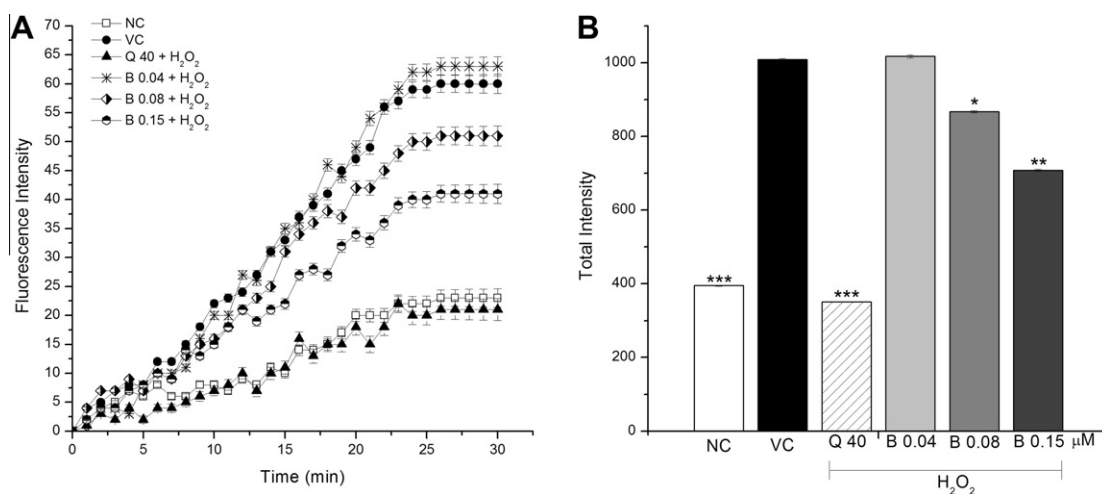 A
NC
VC
Q 40 + H₂O₂
B 0.04 + H₂O₂
B 0.08 + H₂O₂
B 0.15 + H₂O₂
70
65
60
55
50
45
40
35
30
25
20
15
10
5
0
Fluorescence Intensity
0 5 10 15 20 25 30
Time (min)
B
1000
800
600
400
200
0
Total Intensity
***
***
*
**
NC VC Q 40 B 0.04 B 0.08 B 0.15 μM
H₂O₂